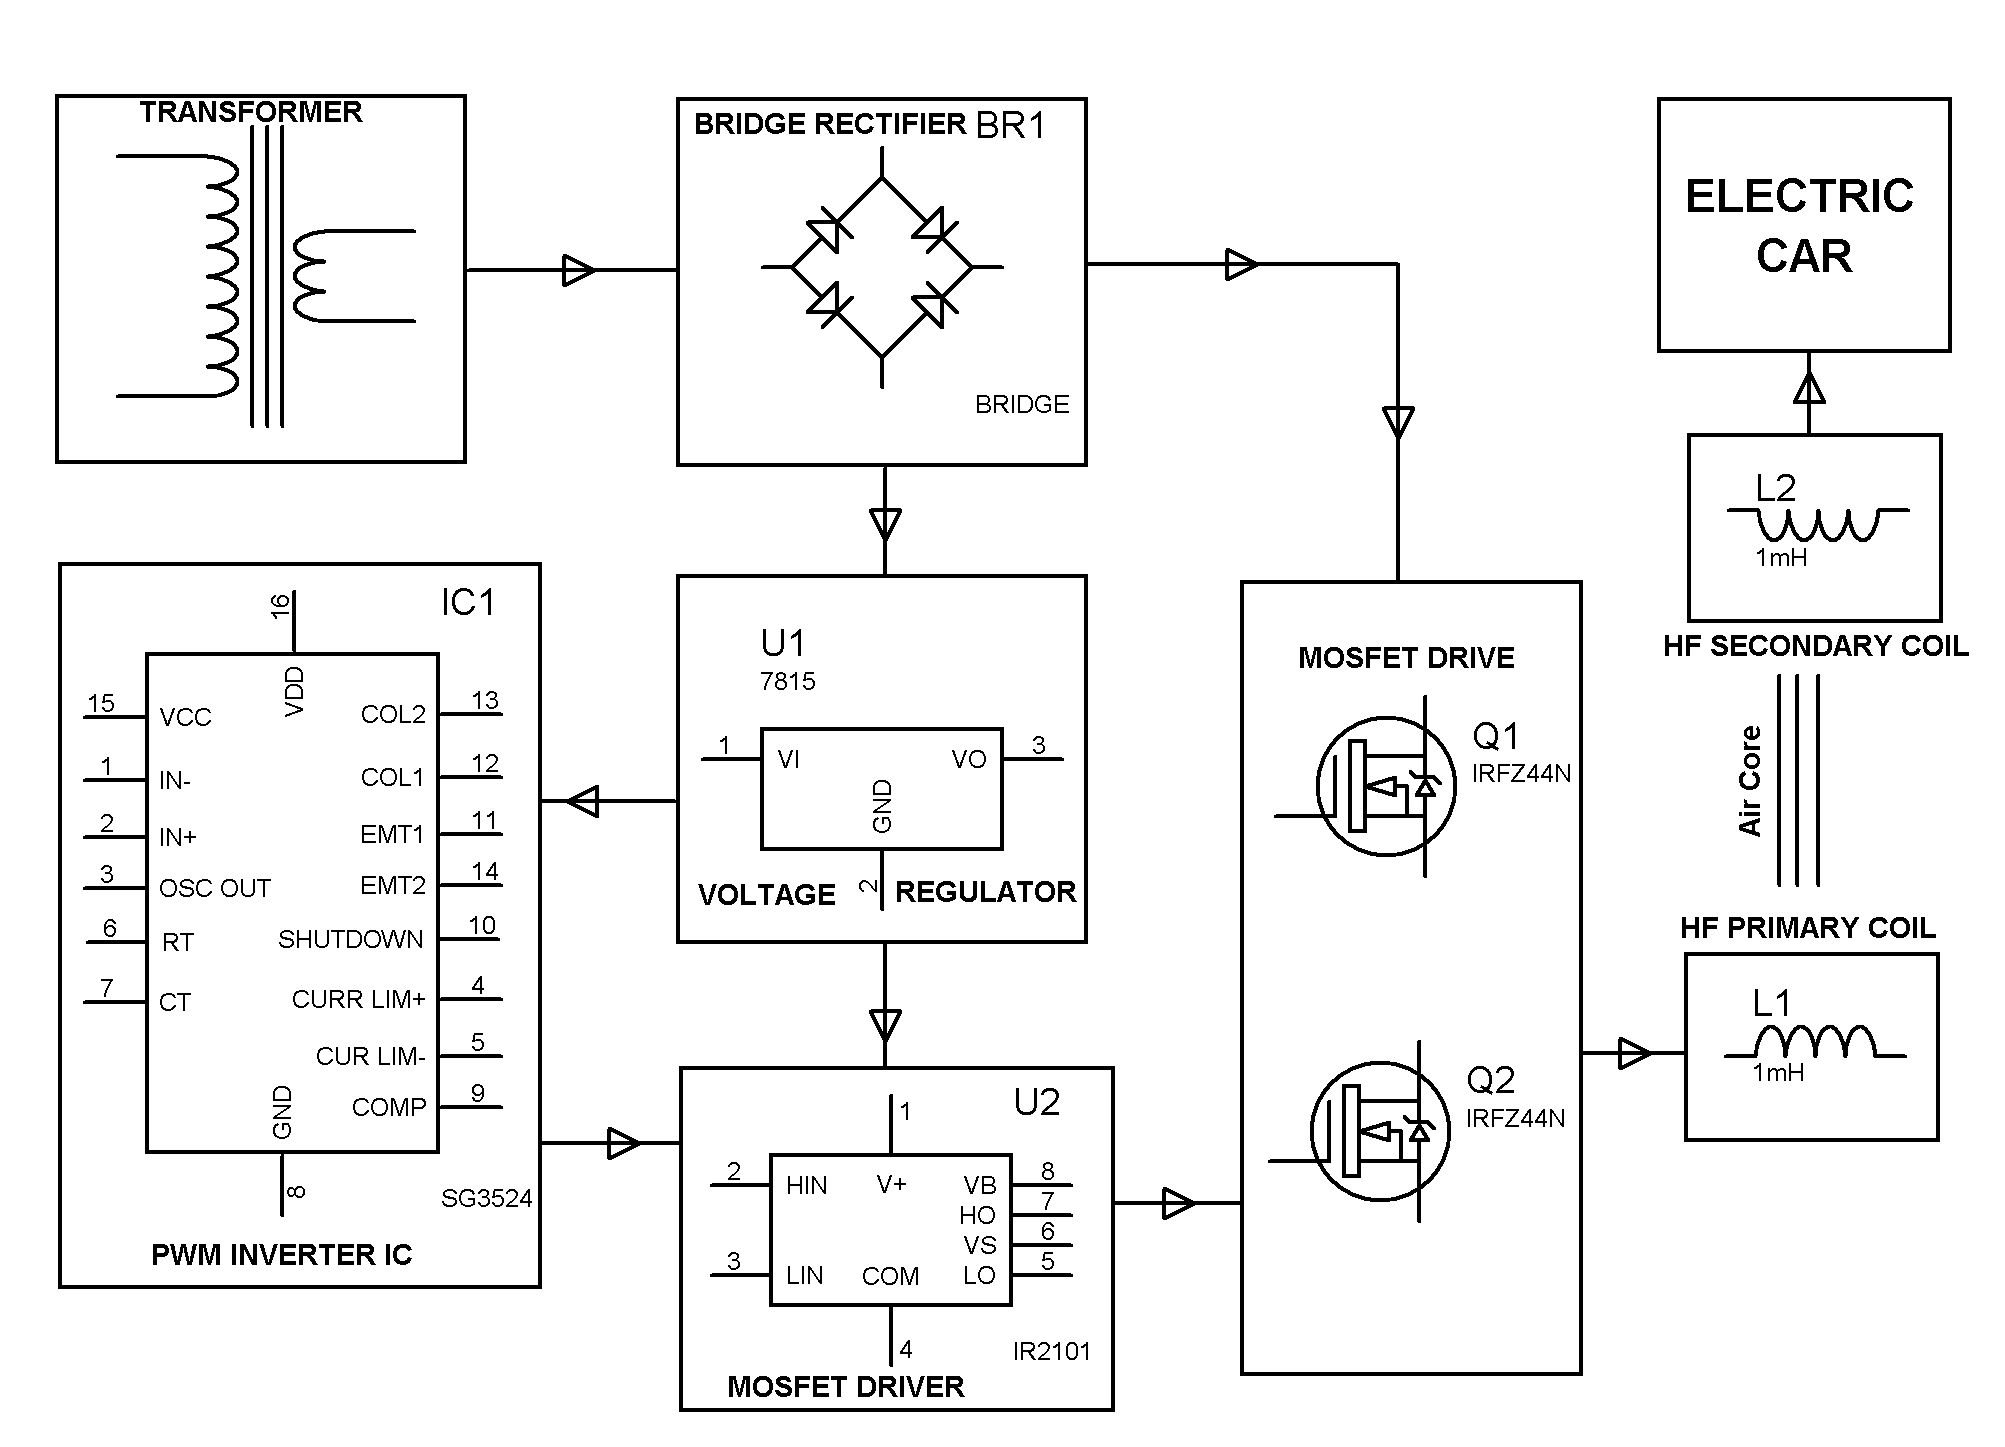 TRANSFORMER
BRIDGE RECTIFIER BR1
BRIDGE
ELECTRIC
CAR
L2
1mH
HF SECONDARY COIL
Air Core
HF PRIMARY COIL
L1
1mH
IC1
16
VDD
15
VCC
1
IN-
2
IN+
3
OSC OUT
6
RT
7
CT
COL2
13
COL1
12
EMT1
11
EMT2
14
SHUTDOWN
10
CURR LIM+
4
CUR LIM-
5
COMP
9
GND
8
SG3524
PWM INVERTER IC
U1
7815
1
VI
VO
3
GND
2
VOLTAGE REGULATOR
U2
1
V+
2
HIN
3
LIN
COM
VB
8
HO
7
VS
6
LO
5
4
IR2101
MOSFET DRIVER
MOSFET DRIVE
Q1
IRFZ44N
Q2
IRFZ44N